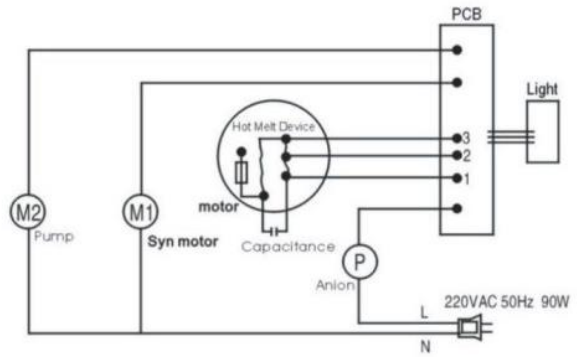 PCB
Light
Hot Melt Device
3
2
1
motor
M2
Pump
M1
Syn motor
Capacitance
P
Anion
220VAC 50Hz 90W
L
N